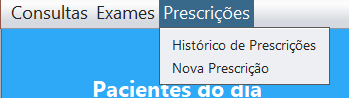 Consultas Exames Prescrições
Histórico de Prescrições
Nova Prescrição
Pacientes do dia